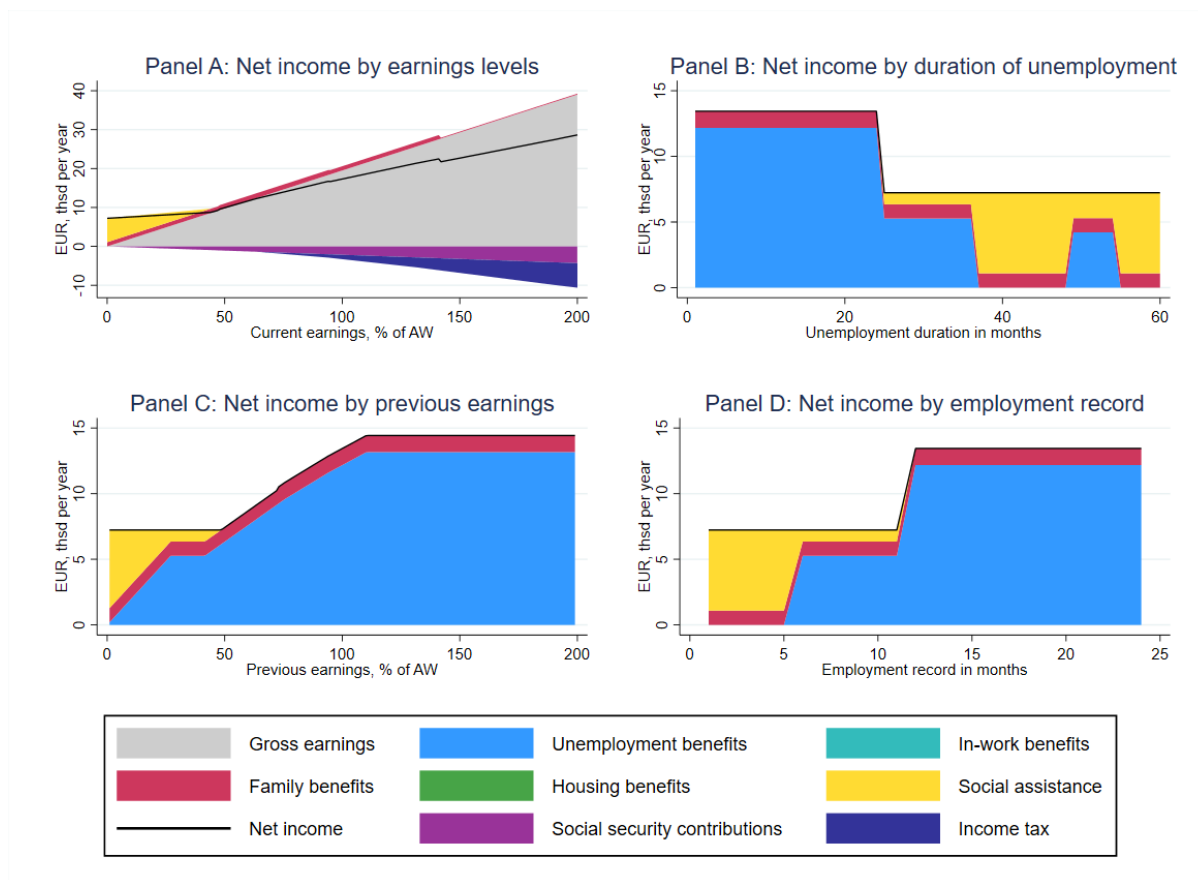 Panel A: Net income by earnings levels
EUR, thsd per year
40
30
20
10
0
-10
0 50 100 150 200
Current earnings, % of AW
Panel B: Net income by duration of unemployment
EUR, thsd per year
15
10
5
0
0 20 40 60
Unemployment duration in months
Panel C: Net income by previous earnings
EUR, thsd per year
15
10
5
0
0 50 100 150 200
Previous earnings, % of AW
Panel D: Net income by employment record
EUR, thsd per year
15
10
5
0
0 5 10 15 20 25
Employment record in months
Gross earnings Unemployment benefits In-work benefits
Family benefits Housing benefits Social assistance
Net income Social security contributions Income tax